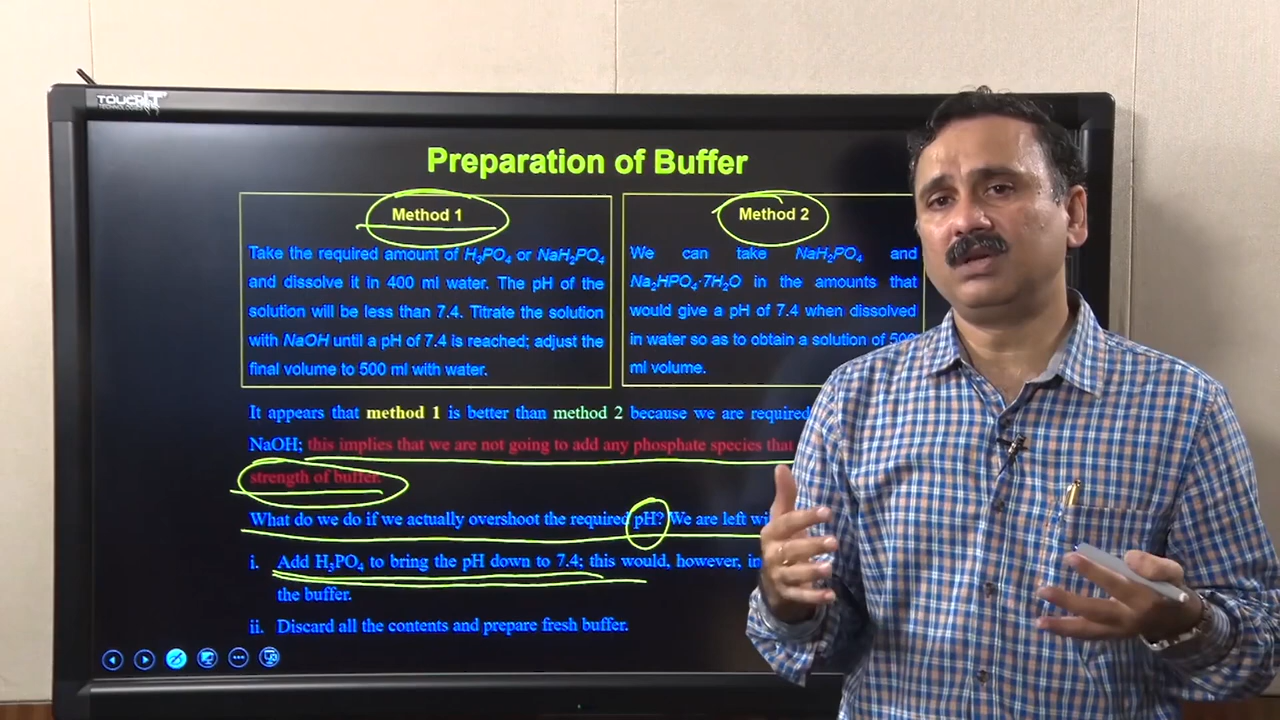 TOUCH IT
TECHNOLOGIES
Preparation of Buffer
Method 1
Take the required amount of H₃PO₄ or NaH₂PO₄
and dissolve it in 400 ml water. The pH of the
solution will be less than 7.4. Titrate the solution
with NaOH until a pH of 7.4 is reached; adjust the
final volume to 500 ml with water.
Method 2
We can take NaH₂PO₄ and
Na₂HPO₄·7H₂O in the amounts that
would give a pH of 7.4 when dissolved
in water so as to obtain a solution of 500
ml volume.
It appears that method 1 is better than method 2 because we are required
NaOH; this implies that we are not going to add any phosphate species that
strength of buffer.
What do we do if we actually overshoot the required pH? We are left
i. Add H₃PO₄ to bring the pH down to 7.4; this would, however,
the buffer.
ii. Discard all the contents and prepare fresh buffer.